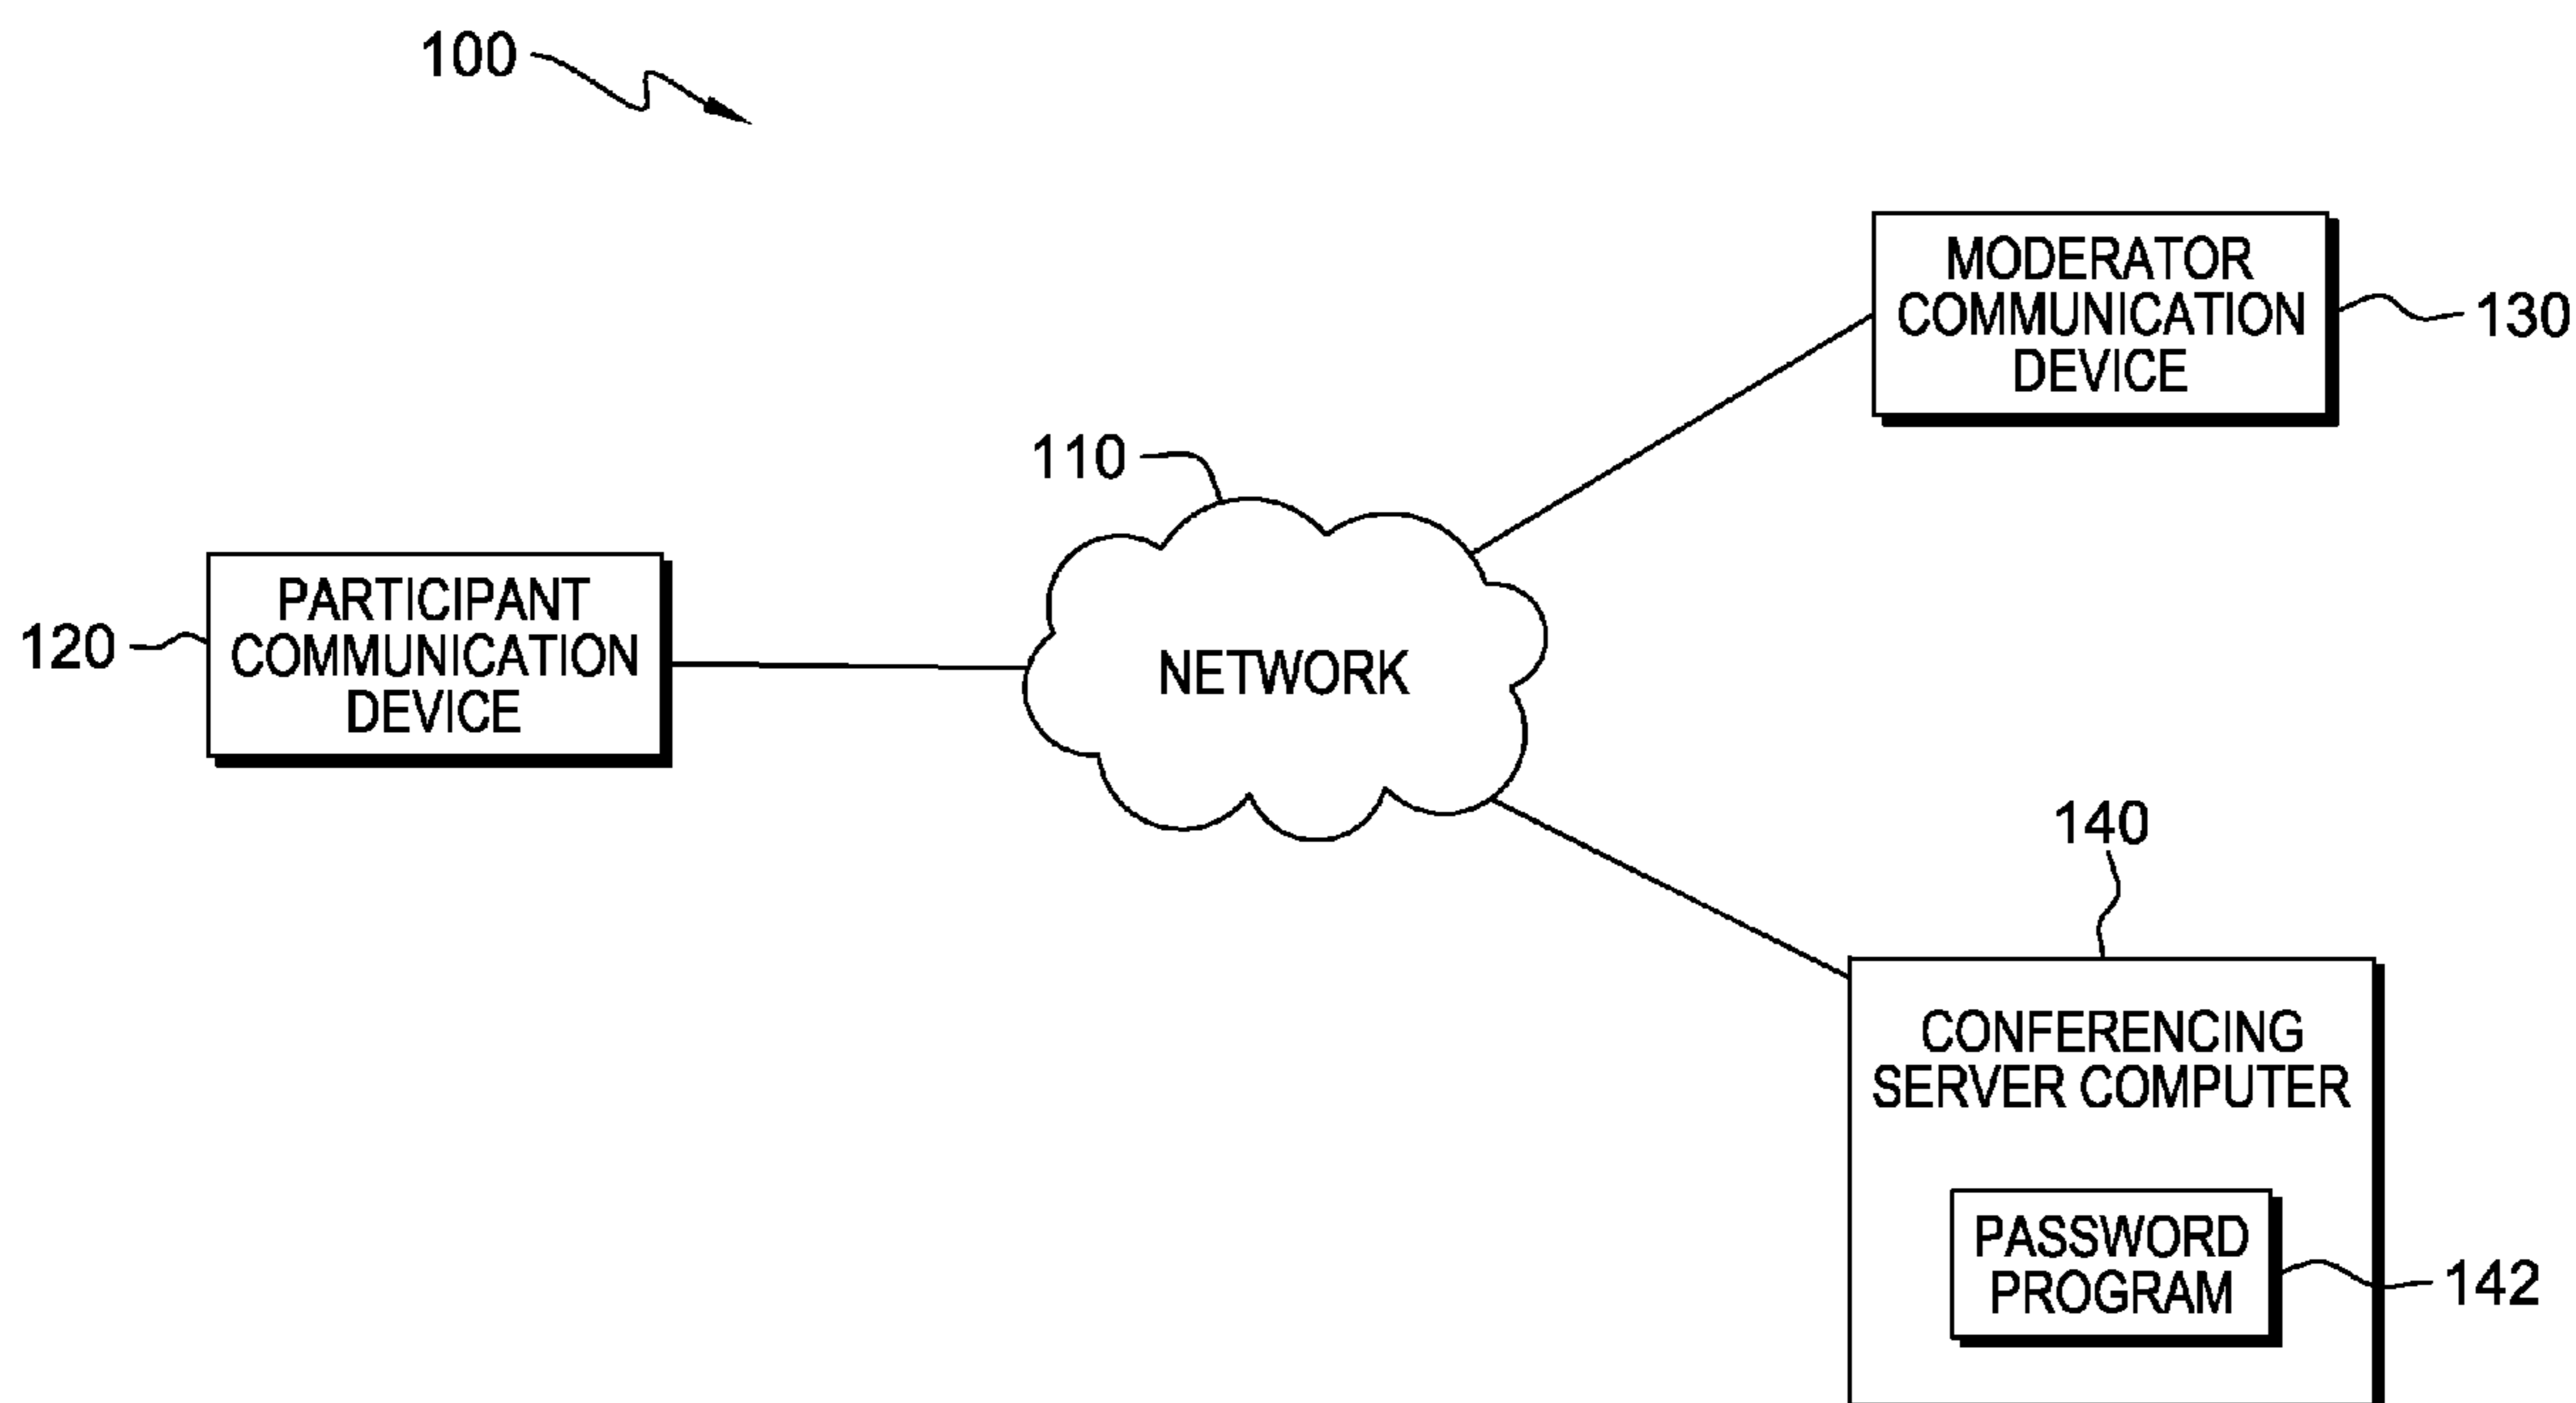 100
MODERATOR
COMMUNICATION
DEVICE
130
110
PARTICIPANT
COMMUNICATION
DEVICE
120
NETWORK
140
CONFERENCING
SERVER COMPUTER
PASSWORD
PROGRAM
142